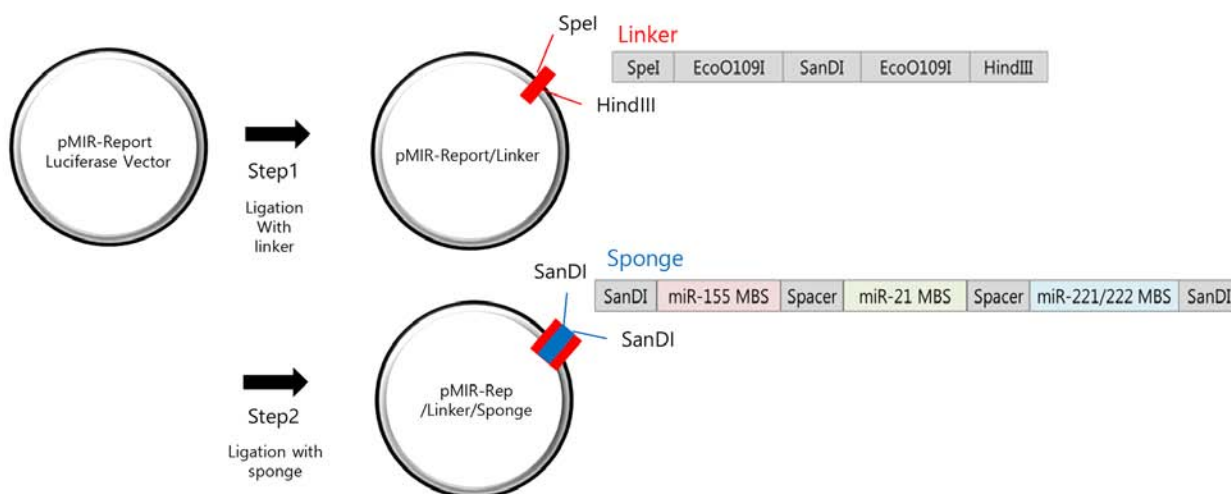 SpeI
Linker
SpeI EcoO109I SanDI EcoO109I HindIII
HindIII
pMIR-Report
Luciferase Vector
Step1
Ligation
With
linker
pMIR-Report/Linker
Sponge
SanDI
SanDI miR-155 MBS Spacer miR-21 MBS Spacer miR-221/222 MBS SanDI
SanDI
Step2
Ligation with
sponge
pMIR-Rep
/Linker/Sponge